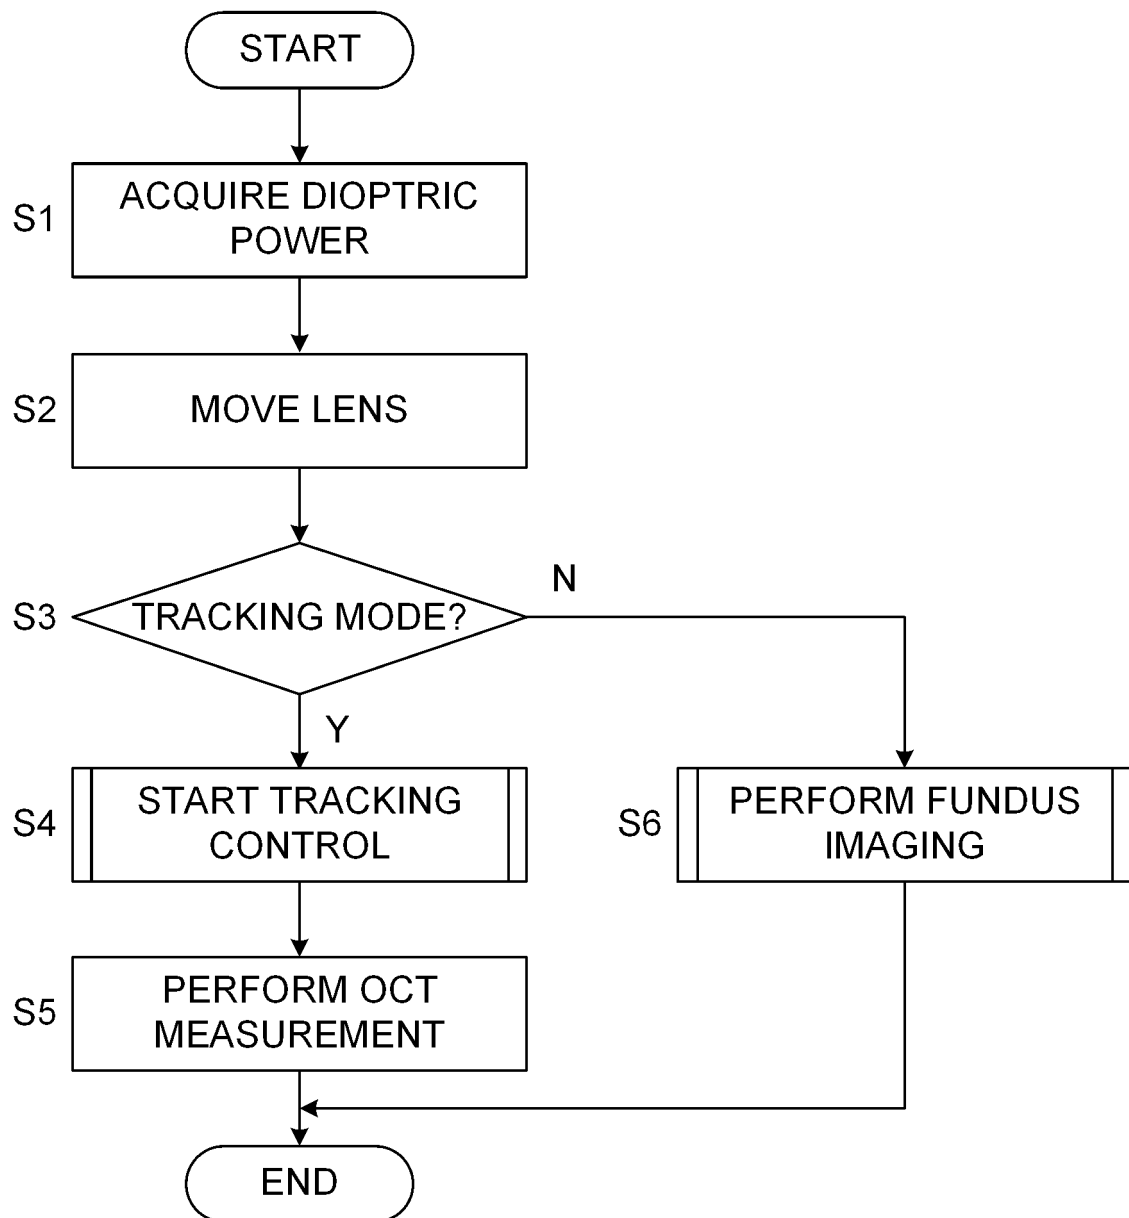 START
S1
ACQUIRE DIOPTRIC
POWER
S2
MOVE LENS
S3
TRACKING MODE?
N
Y
S4
START TRACKING
CONTROL
S6
PERFORM FUNDUS
IMAGING
S5
PERFORM OCT
MEASUREMENT
END